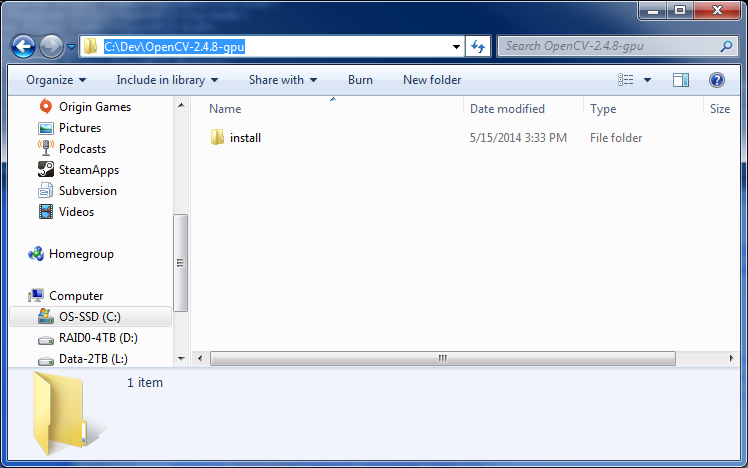 C:\Dev\OpenCV-2.4.8-gpu
Search OpenCV-2.4.8-gpu
Organize Include in library Share with Burn New folder
Origin Games
Pictures
Podcasts
SteamApps
Subversion
Videos
Homegroup
Computer
OS-SSD (C:)
RAID0-4TB (D:)
Data-2TB (L:)
Name Date modified Type Size
install 5/15/2014 3:33 PM File folder
1 item